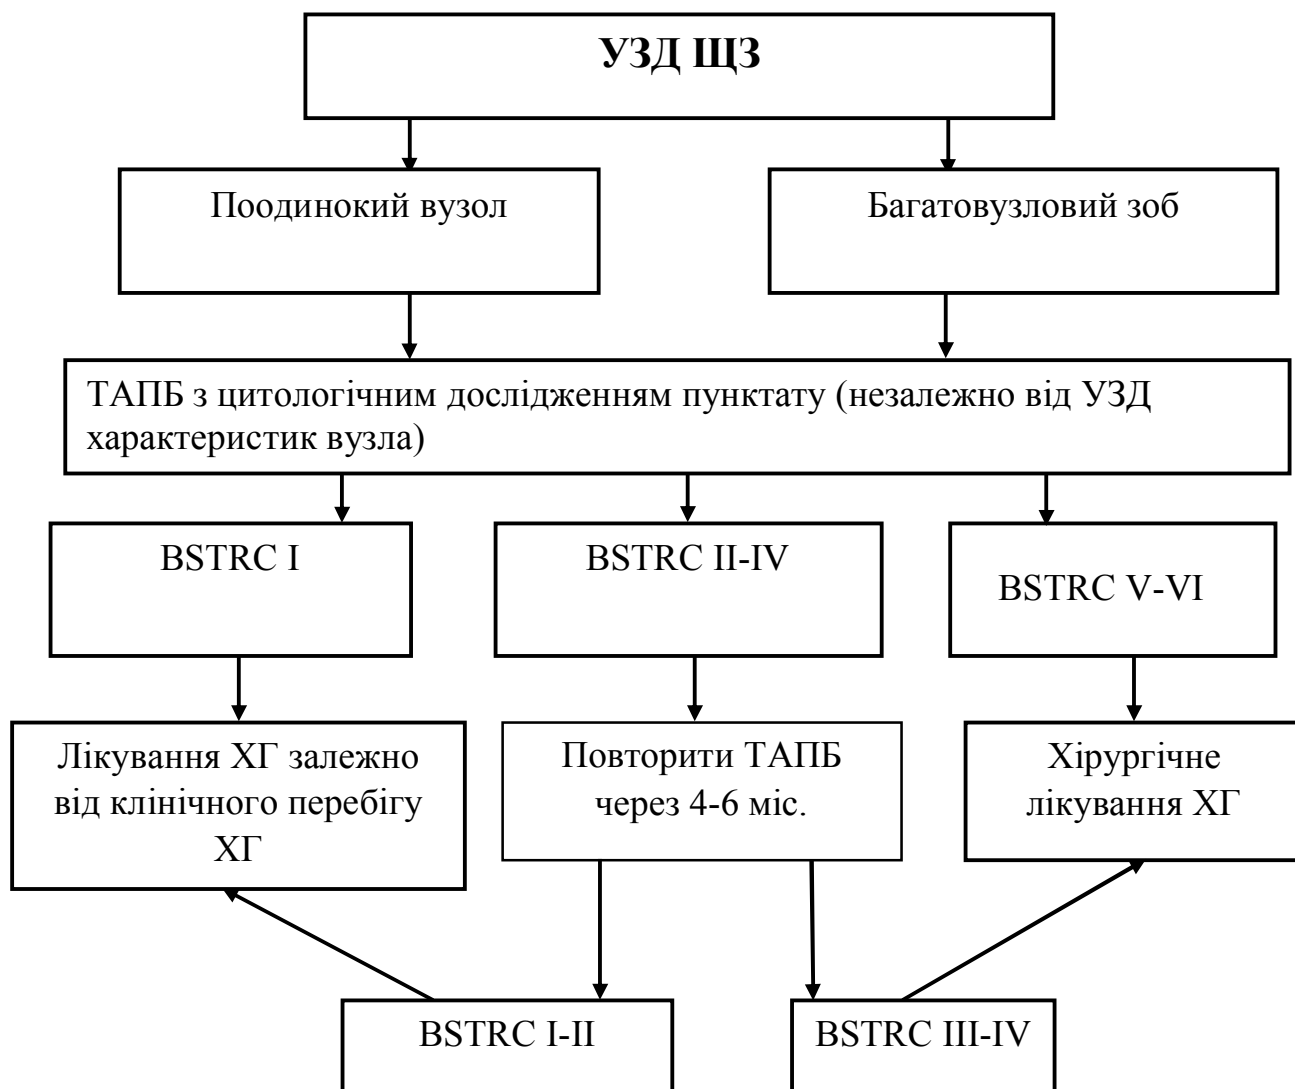 УЗД ЩЗ
Поодинокий вузол
Багатовузловий зоб
ТАПБ з цитологічним дослідженням пунктату (незалежно від УЗД
характеристик вузла)
BSTRC I
BSTRC II-IV
BSTRC V-VI
Лікування ХГ залежно
від клінічного перебігу
ХГ
Повторити ТАПБ
через 4-6 міс.
Хірургічне
лікування ХГ
BSTRC I-II
BSTRC III-IV